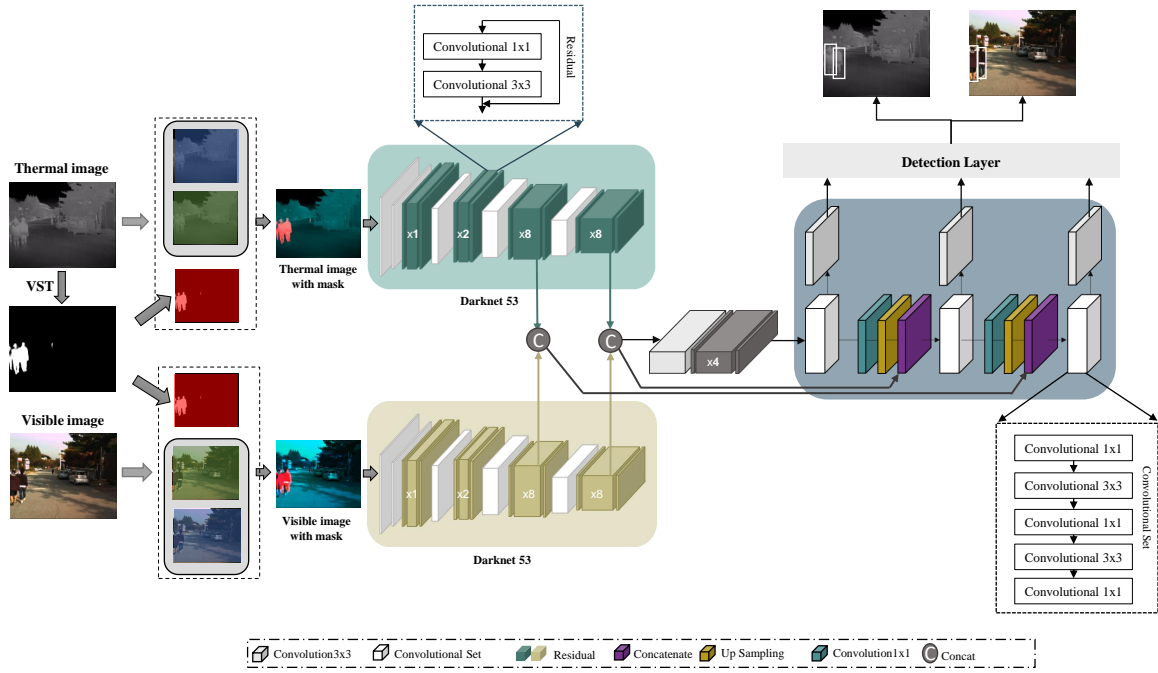 Convolutional 1x1
Convolutional 3x3
Residual
Thermal image
VST
Visible image
Thermal image
with mask
Visible image
with mask
x1
x2
x8
x8
Darknet 53
C
C
x4
x1
x2
x8
x8
Darknet 53
Detection Layer
Convolutional 1x1
Convolutional 3x3
Convolutional 1x1
Convolutional 3x3
Convolutional 1x1
Convolutional Set
Convolution3x3
Convolutional Set
Residual
Concatenate
Up Sampling
Convolution1x1
C Concat